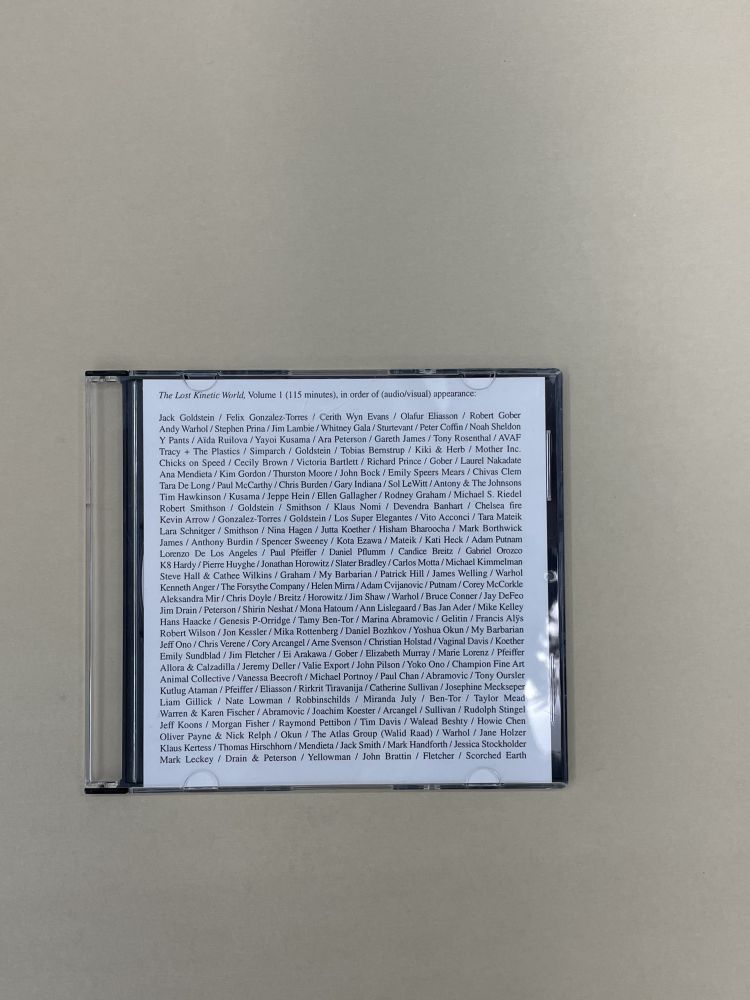 The Lost Kinetic World, Volume 1 (115 minutes), in order of (audio/visual) appearance:
Jack Goldstein / Felix Gonzalez-Torres / Cerith Wyn Evans / Olafur Eliasson / Robert Gober
Andy Warhol / Stephen Prina / Jim Lambie / Whitney Gala / Sturtevant / Peter Coffin / Noah Sheldon
Y Pants / Aïda Ruilova / Yayoi Kusama / Ara Peterson / Gareth James / Tony Rosenthal / AVAF
Tracy + The Plastics / Simparch / Goldstein / Tobias Bernstrup / Kiki & Herb / Mother Inc.
Chicks on Speed / Cecily Brown / Victoria Bartlett / Richard Prince / Gober / Laurel Nakadate
Ana Mendieta / Kim Gordon / Thurston Moore / John Bock / Emily Speers Mears / Chivas Clem
Tara De Long / Paul McCarthy / Chris Burden / Gary Indiana / Sol LeWitt / Antony & The Johnsons
Tim Hawkinson / Kusama / Jeppe Hein / Ellen Gallagher / Rodney Graham / Michael S. Riedel
Robert Smithson / Goldstein / Smithson / Klaus Nomi / Devendra Banhart / Chelsea fire
Kevin Arrow / Gonzalez-Torres / Goldstein / Los Super Elegantes / Vito Acconci / Tara Mateik
Lara Schnitger / Smithson / Nina Hagen / Jutta Koether / Hisham Bharoocha / Mark Borthwick
James / Anthony Burdin / Spencer Sweeney / Kota Ezawa / Mateik / Kati Heck / Adam Putnam
Lorenzo De Los Angeles / Paul Pfeiffer / Daniel Pflumm / Candice Breitz / Gabriel Orozco
K8 Hardy / Pierre Huyghe / Jonathan Horowitz / Slater Bradley / Carlos Motta / Michael Kimmelman
Steve Hall & Cathee Wilkins / Graham / My Barbarian / Patrick Hill / James Welling / Warhol
Kenneth Anger / The Forsythe Company / Helen Mirra / Adam Cvijanovic / Putnam / Corey McCorkle
Aleksandra Mir / Chris Doyle / Breitz / Horowitz / Jim Shaw / Warhol / Bruce Conner / Jay DeFeo
Jim Drain / Peterson / Shirin Neshat / Mona Hatoum / Ann Lislegaard / Bas Jan Ader / Mike Kelley
Hans Haacke / Genesis P-Orridge / Tamy Ben-Tor / Marina Abramovic / Gelitin / Francis Alÿs
Robert Wilson / Jon Kessler / Mika Rottenberg / Daniel Bozhkov / Yoshua Okun / My Barbarian
Jeff Ono / Chris Verene / Cory Arcangel / Arne Svenson / Christian Holstad / Vaginal Davis / Koether
Emily Sundblad / Jim Fletcher / Ei Arakawa / Gober / Elizabeth Murray / Marie Lorenz / Pfeiffer
Allora & Calzadilla / Jeremy Deller / Valie Export / John Pilson / Yoko Ono / Champion Fine Art
Animal Collective / Vanessa Beecroft / Michael Portnoy / Paul Chan / Abramovic / Tony Oursler
Kutlug Ataman / Pfeiffer / Eliasson / Rirkrit Tiravanija / Catherine Sullivan / Josephine Meckseper
Liam Gillick / Nate Lowman / Robbinschilds / Miranda July / Ben-Tor / Taylor Mead
Warren & Karen Fischer / Abramovic / Joachim Koester / Arcangel / Sullivan / Rudolph Stingel
Jeff Koons / Morgan Fisher / Raymond Pettibon / Tim Davis / Walead Beshty / Howie Chen
Oliver Payne & Nick Relph / Okun / The Atlas Group (Walid Raad) / Warhol / Jane Holzer
Klaus Kertess / Thomas Hirschhorn / Mendieta / Jack Smith / Mark Handforth / Jessica Stockholder
Mark Leckey / Drain & Peterson / Yellowman / John Brattin / Fletcher / Scorched Earth